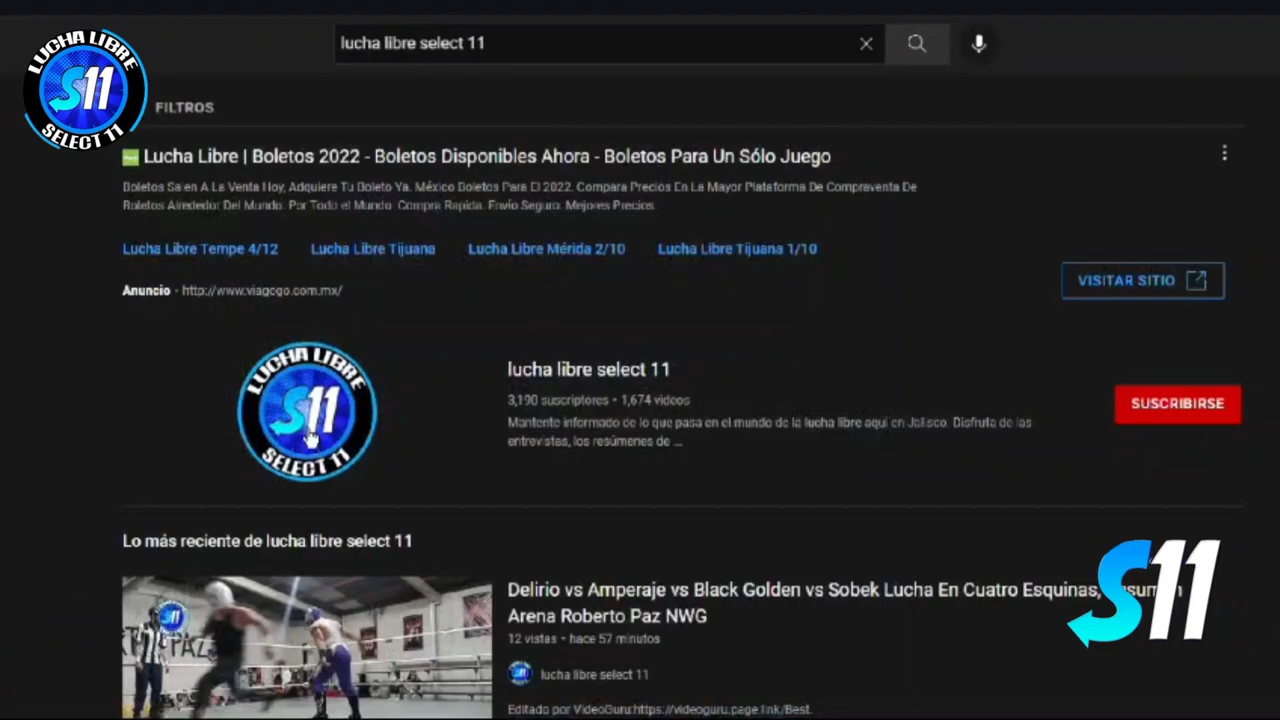 lucha libre select 11
LUCHA LIBRE
S11
SELECT 11
FILTROS
Lucha Libre | Boletos 2022 - Boletos Disponibles Ahora - Boletos Para Un Sólo Juego
Boletos Sa en A La Venta Hoy, Adquiere Tu Boleto Ya. México Boletos Para El 2022. Compara Precios En La Mayor Plataforma De Compraventa De
Boletos Alrededor Del Mundo. Por Todo el Mundo. Compra Rapida. Envío Seguro. Mejores Precios.
Lucha Libre Tempe 4/12 Lucha Libre Tijuana Lucha Libre Mérida 2/10 Lucha Libre Tijuana 1/10
VISITAR SITIO
Anuncio · http://www.viagogo.com.mx/
LUCHA LIBRE
S11
SELECT 11
lucha libre select 11
3,190 suscriptores • 1,674 videos
SUSCRIBIRSE
Mantente informado de lo que pasa en el mundo de la lucha libre aqui en Jalisco. Disfruta de las
entrevistas, los resúmenes de ...
Lo más reciente de lucha libre select 11
Delirio vs Amperaje vs Black Golden vs Sobek Lucha En Cuatro Esquinas,
Arena Roberto Paz NWG
S11
12 vistas • hace 57 minutos
lucha libre select 11
Editado por VideoGuru:https://videoguru.page.link/Best.